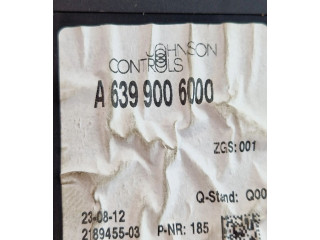 JOHNSON
CONTROLS
A 639 900 6000
ZGS: 001
Q-Stand: Q00
23-08-12
2189455-03 P-NR: 185